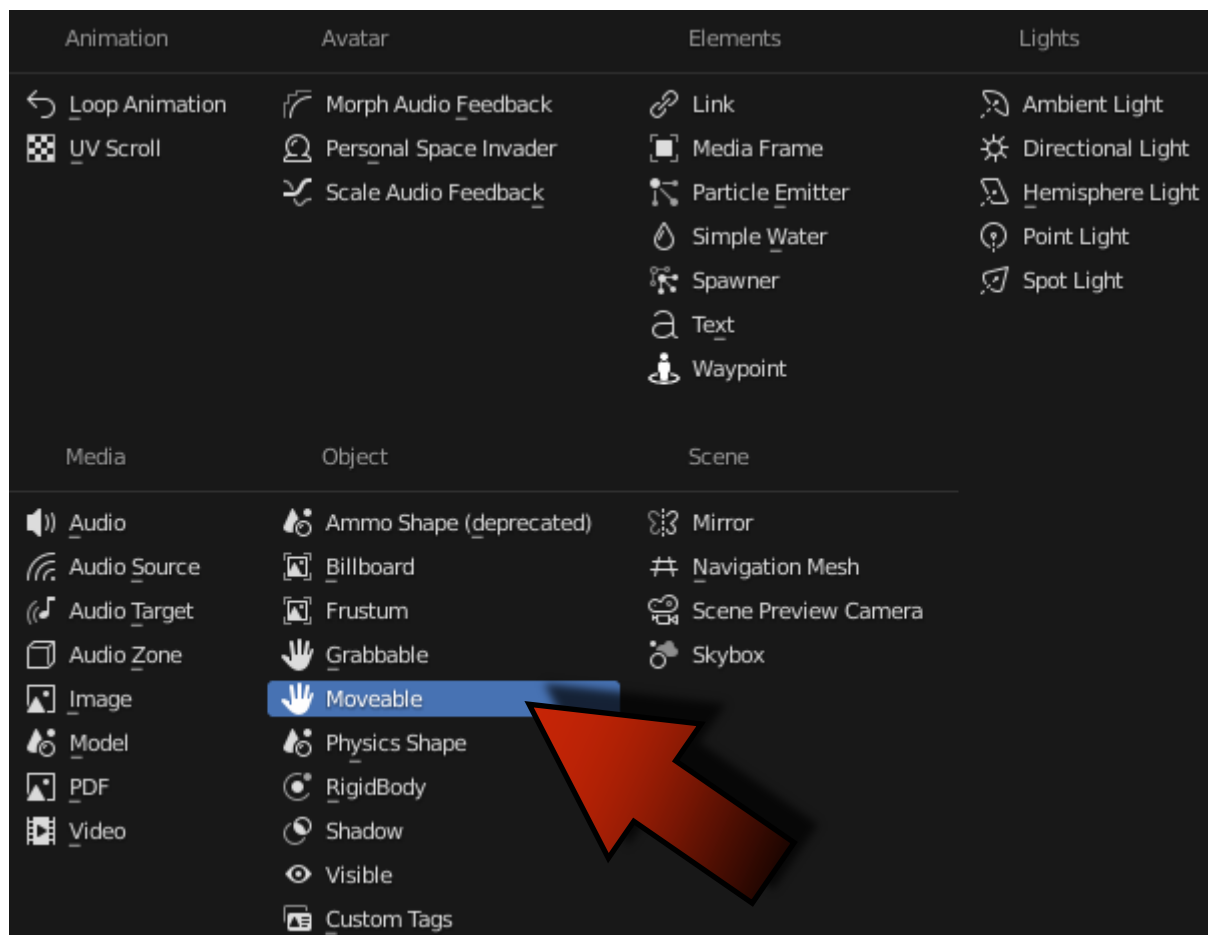 Animation
Loop Animation
UV Scroll
Avatar
Morph Audio Feedback
Personal Space Invader
Scale Audio Feedback
Elements
Link
Media Frame
Particle Emitter
Simple Water
Spawner
Text
Waypoint
Lights
Ambient Light
Directional Light
Hemisphere Light
Point Light
Spot Light
Media
Audio
Audio Source
Audio Target
Audio Zone
Image
Model
PDF
Video
Object
Ammo Shape (deprecated)
Billboard
Frustum
Grabbable
Moveable
Physics Shape
RigidBody
Shadow
Visible
Custom Tags
Scene
Mirror
Navigation Mesh
Scene Preview Camera
Skybox